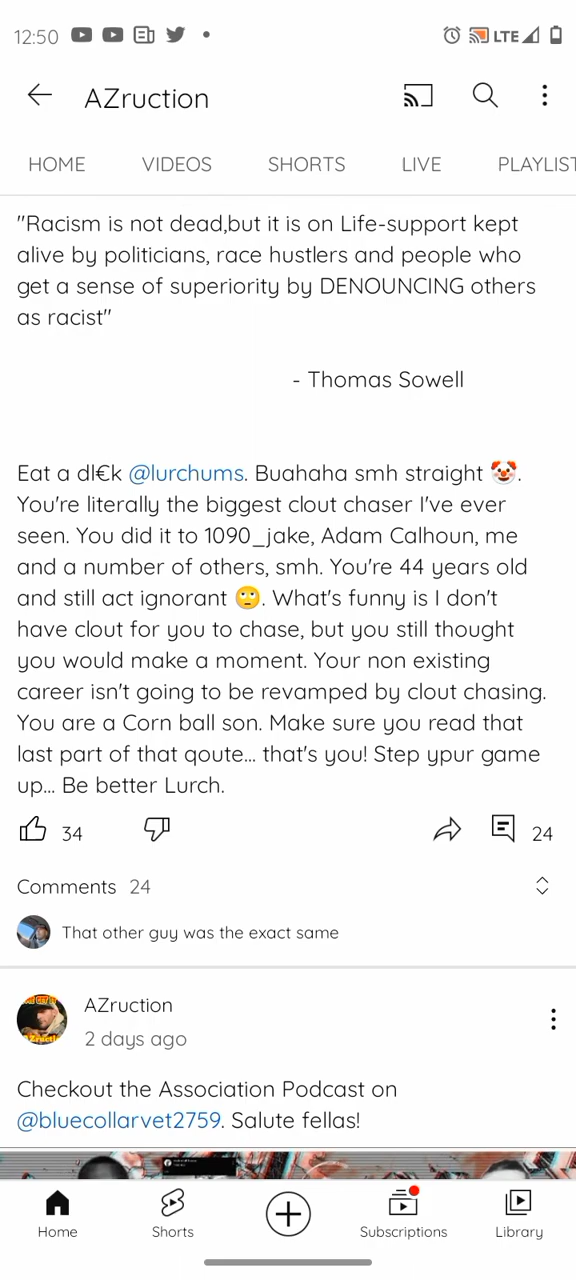 12:50 LTE
AZruction
HOME VIDEOS SHORTS LIVE PLAYLIST
"Racism is not dead,but it is on Life-support kept
alive by politicians, race hustlers and people who
get a sense of superiority by DENOUNCING others
as racist"
- Thomas Sowell
Eat a dl€k @lurchums. Buahaha smh straight 🤡.
You're literally the biggest clout chaser I've ever
seen. You did it to 1090_jake, Adam Calhoun, me
and a number of others, smh. You're 44 years old
and still act ignorant 🙄. What's funny is I don't
have clout for you to chase, but you still thought
you would make a moment. Your non existing
career isn't going to be revamped by clout chasing.
You are a Corn ball son. Make sure you read that
last part of that qoute... that's you! Step ypur game
up... Be better Lurch.
34 24
Comments 24
That other guy was the exact same
AZruction
2 days ago
Checkout the Association Podcast on
@bluecollarvet2759. Salute fellas!
Home Shorts Subscriptions Library